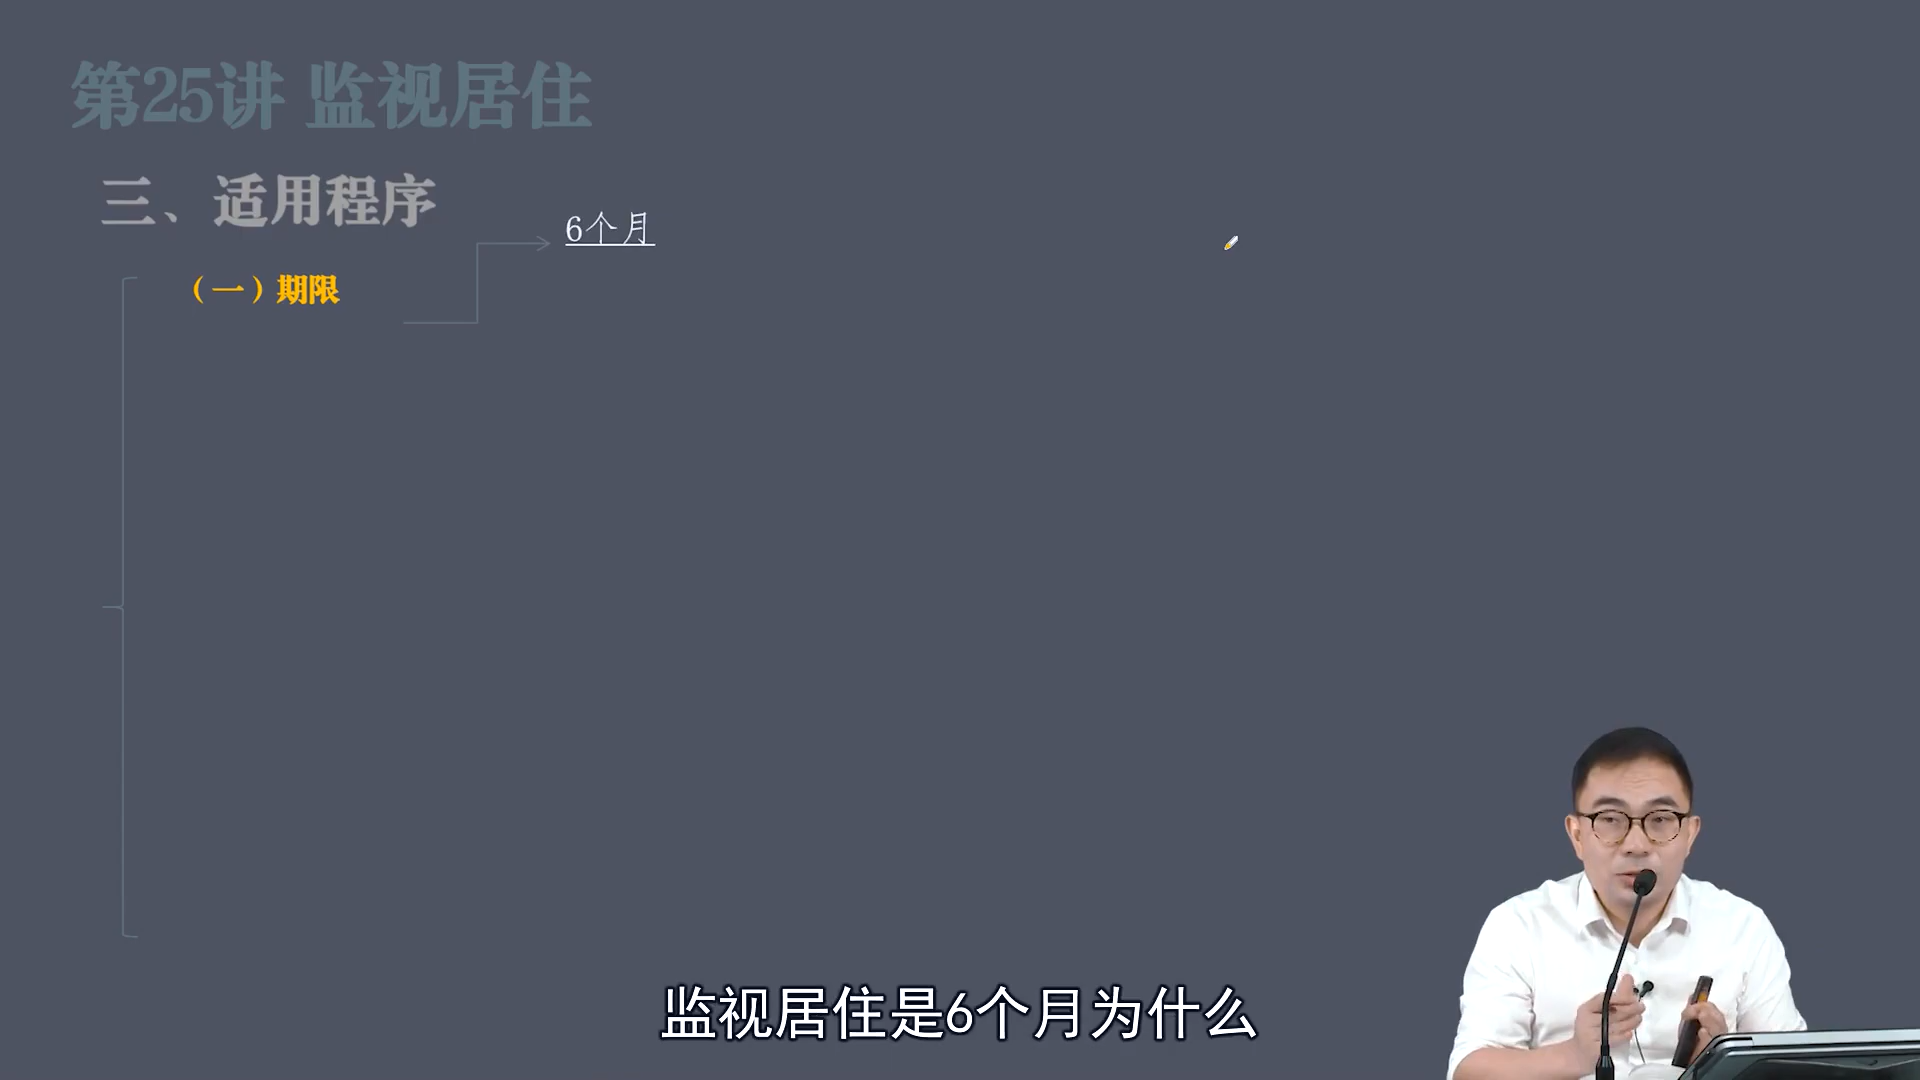 第25讲 监视居住
三、适用程序
6个月
（一）期限
监视居住是6个月为什么